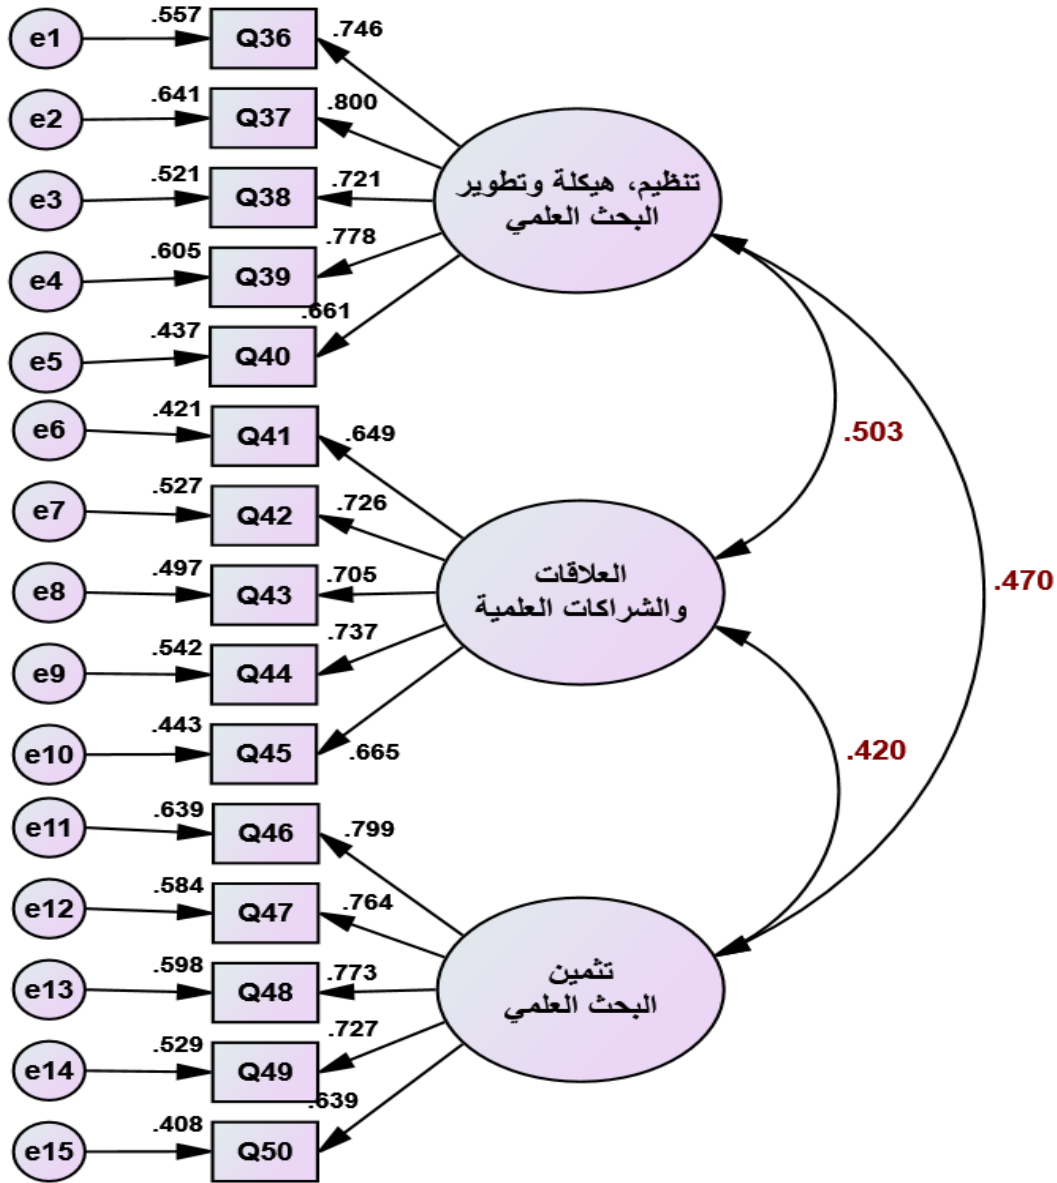 e1 .557 Q36 .746
e2 .641 Q37 .800
e3 .521 Q38 .721
تنظيم، هيكلة وتطوير
البحث العلمي
e4 .605 Q39 .778
e5 .437 Q40 .661
e6 .421 Q41 .649
.503
e7 .527 Q42 .726
e8 .497 Q43 .705
العلاقات
والشراكات العلمية
.470
e9 .542 Q44 .737
e10 .443 Q45 .665
.420
e11 .639 Q46 .799
e12 .584 Q47 .764
e13 .598 Q48 .773
تثمين
البحث العلمي
e14 .529 Q49 .727
e15 .408 Q50 .639